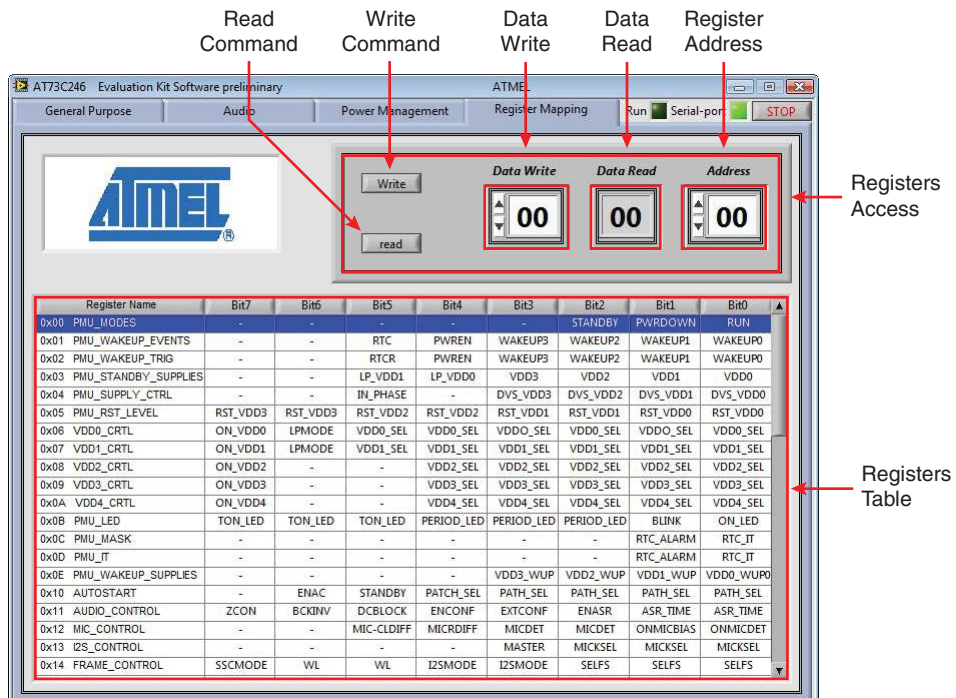 Read Command
Write Command
Data Write
Data Read
Register Address
AT73C246 Evaluation Kit Software preliminary ATMEL
General Purpose Audio Power Management Register Mapping Run Serial-port STOP
ATMEL ®
Write
read
Data Write Data Read Address
00 00 00
Registers Access
Register Name Bit7 Bit6 Bit5 Bit4 Bit3 Bit2 Bit1 Bit0
0x00 PMU_MODES - - - - - STANDBY PWRDOWN RUN
0x01 PMU_WAKEUP_EVENTS - - RTC PWREN WAKEUP3 WAKEUP2 WAKEUP1 WAKEUP0
0x02 PMU_WAKEUP_TRIG - - RTCR PWREN WAKEUP3 WAKEUP2 WAKEUP1 WAKEUP0
0x03 PMU_STANDBY_SUPPLIES - - LP_VDD1 LP_VDD0 VDD3 VDD2 VDD1 VDD0
0x04 PMU_SUPPLY_CTRL - - IN_PHASE - DVS_VDD3 DVS_VDD2 DVS_VDD1 DVS_VDD0
0x05 PMU_RST_LEVEL RST_VDD3 RST_VDD3 RST_VDD2 RST_VDD2 RST_VDD1 RST_VDD1 RST_VDD0 RST_VDD0
0x06 VDD0_CRTL ON_VDD0 LPMODE VDD0_SEL VDD0_SEL VDDO_SEL VDD0_SEL VDDO_SEL VDD0_SEL
0x07 VDD1_CRTL ON_VDD1 LPMODE VDD1_SEL VDD1_SEL VDD1_SEL VDD1_SEL VDD1_SEL VDD1_SEL
0x08 VDD2_CRTL ON_VDD2 - - VDD2_SEL VDD2_SEL VDD2_SEL VDD2_SEL VDD2_SEL
0x09 VDD3_CRTL ON_VDD3 - - VDD3_SEL VDD3_SEL VDD3_SEL VDD3_SEL VDD3_SEL
0x0A VDD4_CRTL ON_VDD4 - - VDD4_SEL VDD4_SEL VDD4_SEL VDD4_SEL VDD4_SEL
0x0B PMU_LED TON_LED TON_LED TON_LED PERIOD_LED PERIOD_LED PERIOD_LED BLINK ON_LED
0x0C PMU_MASK - - - - - - RTC_ALARM RTC_IT
0x0D PMU_IT - - - - - - RTC_ALARM RTC_IT
0x0E PMU_WAKEUP_SUPPLIES - - - - VDD3_WUP VDD2_WUP VDD1_WUP VDD0_WUP0
0x10 AUTOSTART - ENAC STANDBY PATCH_SEL PATH_SEL PATH_SEL PATH_SEL PATH_SEL
0x11 AUDIO_CONTROL ZCON BCKINV DCBLOCK ENCONF EXTCONF ENASR ASR_TIME ASR_TIME
0x12 MIC_CONTROL - - MIC-CLDIFF MICRDIFF MICDET MICDET ONMICBIAS ONMICDET
0x13 I2S_CONTROL - - - - MASTER MICKSEL MICKSEL MICKSEL
0x14 FRAME_CONTROL SSCMODE WL WL I2SMODE I2SMODE SELFS SELFS SELFS
Registers Table